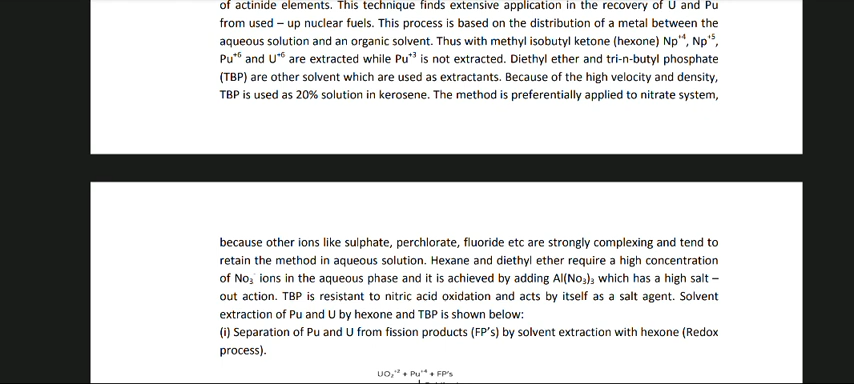 of actinide elements. This technique finds extensive application in the recovery of U and Pu
from used – up nuclear fuels. This process is based on the distribution of a metal between the
aqueous solution and an organic solvent. Thus with methyl isobutyl ketone (hexone) Np⁺⁴, Np⁺⁵,
Pu⁺⁶ and U⁺⁶ are extracted while Pu⁺³ is not extracted. Diethyl ether and tri-n-butyl phosphate
(TBP) are other solvent which are used as extractants. Because of the high velocity and density,
TBP is used as 20% solution in kerosene. The method is preferentially applied to nitrate system,
because other ions like sulphate, perchlorate, fluoride etc are strongly complexing and tend to
retain the method in aqueous solution. Hexane and diethyl ether require a high concentration
of No₃⁻ ions in the aqueous phase and it is achieved by adding Al(No₃)₃ which has a high salt –
out action. TBP is resistant to nitric acid oxidation and acts by itself as a salt agent. Solvent
extraction of Pu and U by hexone and TBP is shown below:
(i) Separation of Pu and U from fission products (FP's) by solvent extraction with hexone (Redox
process).
UO₂⁺² + Pu⁺⁴ + FP's